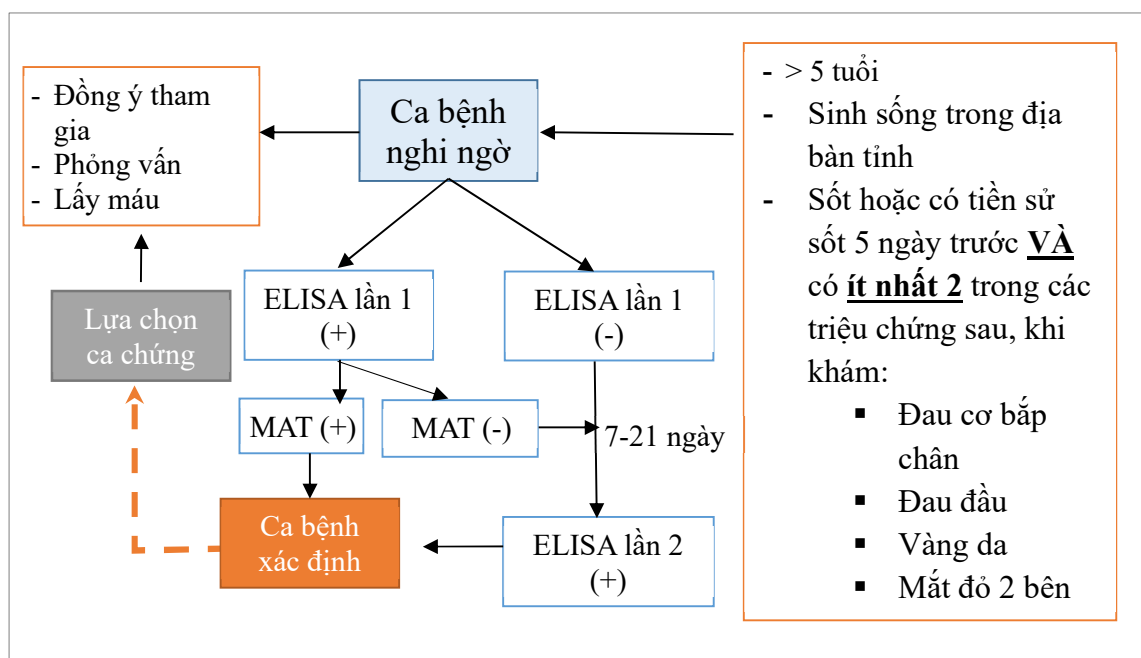 - Đồng ý tham
gia
- Phỏng vấn
- Lấy máu
Ca bệnh
nghi ngờ
- > 5 tuổi
- Sinh sống trong địa
bàn tỉnh
- Sốt hoặc có tiền sử
sốt 5 ngày trước VÀ
có ít nhất 2 trong các
triệu chứng sau, khi
khám:
▪ Đau cơ bắp
chân
▪ Đau đầu
▪ Vàng da
▪ Mắt đỏ 2 bên
Lựa chọn
ca chứng
ELISA lần 1
(+)
ELISA lần 1
(-)
MAT (+)
MAT (-)
7-21 ngày
Ca bệnh
xác định
ELISA lần 2
(+)